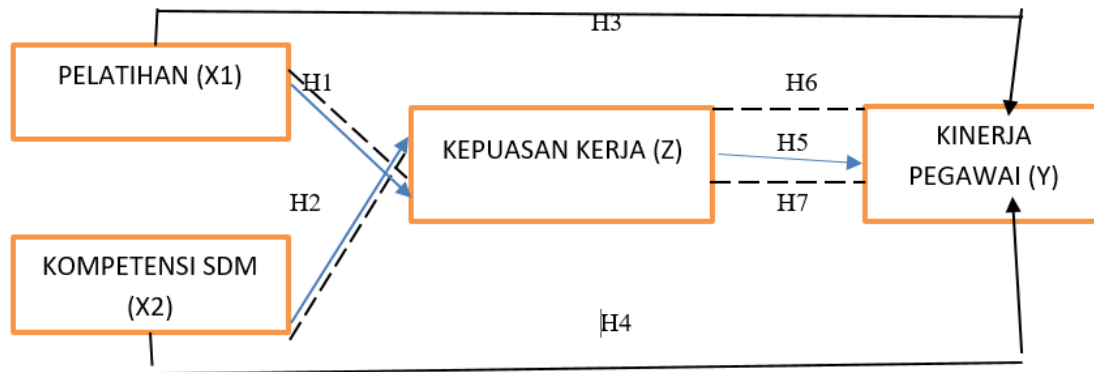 H3
PELATIHAN (X1)
H1
H6
KEPUASAN KERJA (Z)
H5
KINERJA
PEGAWAI (Y)
H2
H7
KOMPETENSI SDM
(X2)
H4